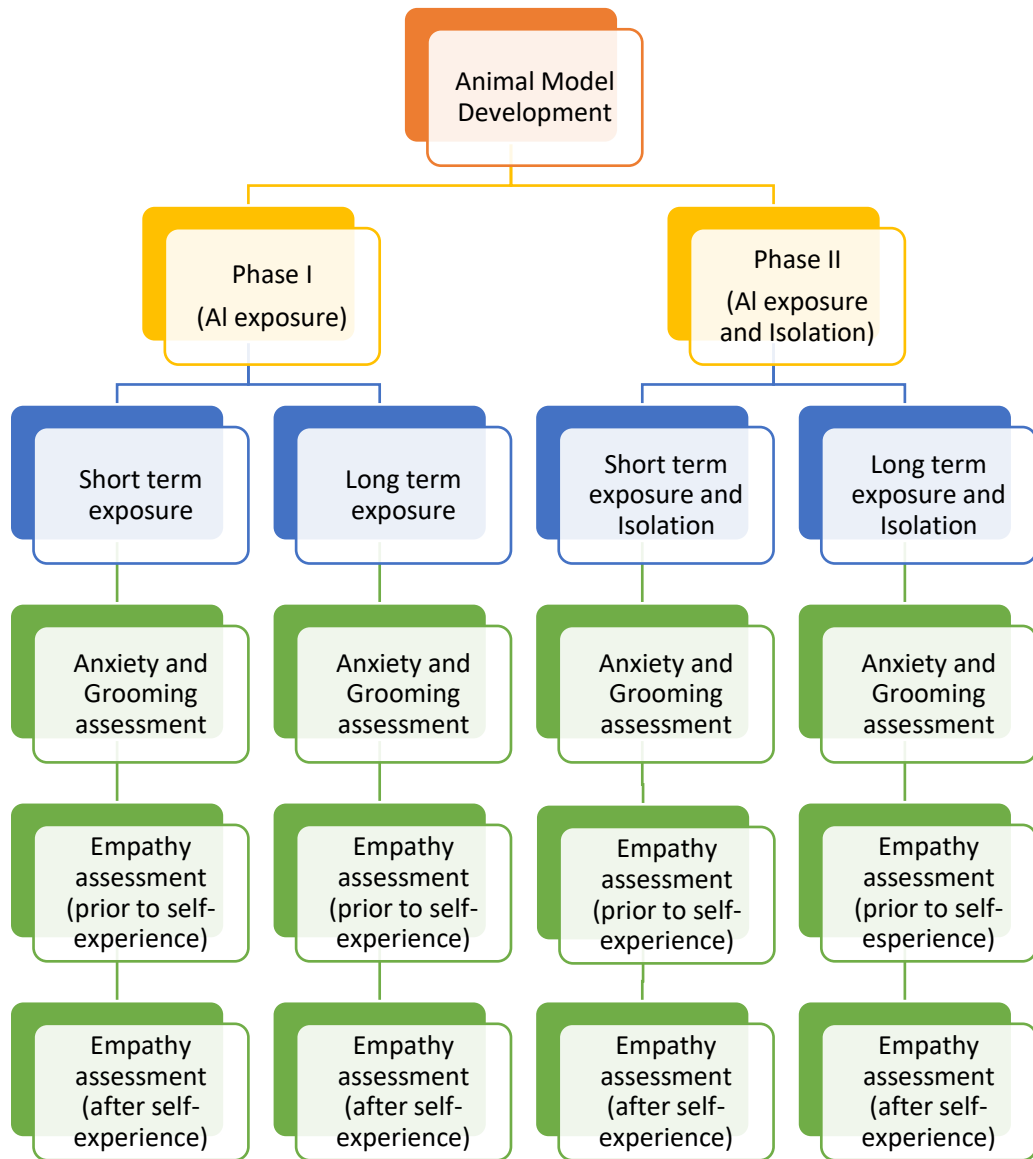 Animal Model
Development
Phase I
(Al exposure)
Phase II
(Al exposure
and Isolation)
Short term
exposure
Long term
exposure
Short term
exposure and
Isolation
Long term
exposure and
Isolation
Anxiety and
Grooming
assessment
Anxiety and
Grooming
assessment
Anxiety and
Grooming
assessment
Anxiety and
Grooming
assessment
Empathy
assessment
(prior to self-
experience)
Empathy
assessment
(prior to self-
experience)
Empathy
assessment
(prior to self-
experience)
Empathy
assessment
(prior to self-
esperience)
Empathy
assessment
(after self-
experience)
Empathy
assessment
(after self-
experience)
Empathy
assessment
(after self-
experience)
Empathy
assessment
(after self-
experience)